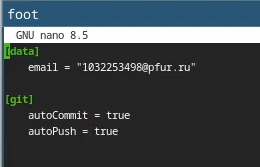 foot
GNU nano 8.5
[data]
email = "1032253498@pfur.ru"
[git]
autoCommit = true
autoPush = true